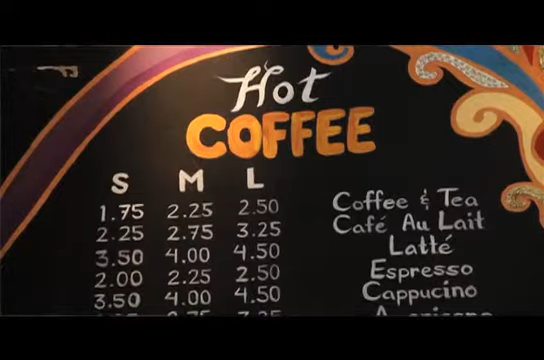 Hot
COFFEE
S M L
1.75 2.25 2.50 Coffee & Tea
2.25 2.75 3.25 Café Au Lait
3.50 4.00 4.50 Latté
2.00 2.25 2.50 Espresso
3.50 4.00 4.50 Cappucino